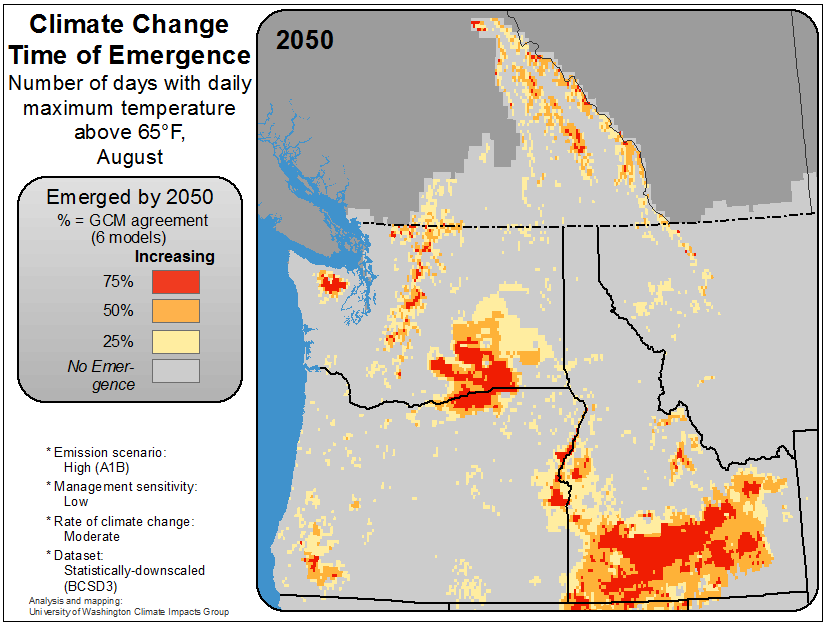 Climate Change
Time of Emergence
Number of days with daily
maximum temperature
above 65°F,
August
2050
Emerged by 2050
% = GCM agreement
(6 models)
Increasing
75%
50%
25%
No Emer-
gence
* Emission scenario:
High (A1B)
* Management sensitivity:
Low
* Rate of climate change:
Moderate
* Dataset:
Statistically-downscaled
(BCSD3)
Analysis and mapping:
University of Washington Climate Impacts Group